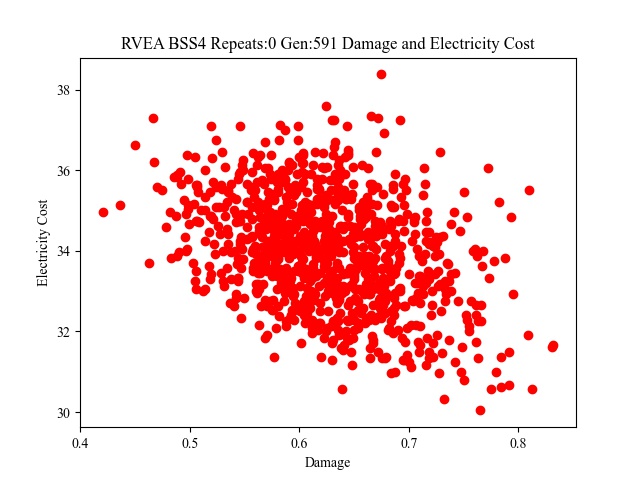 RVEA BSS4 Repeats:0 Gen:591 Damage and Electricity Cost
38
36
34
32
30
Electricity Cost
0.4 0.5 0.6 0.7 0.8
Damage